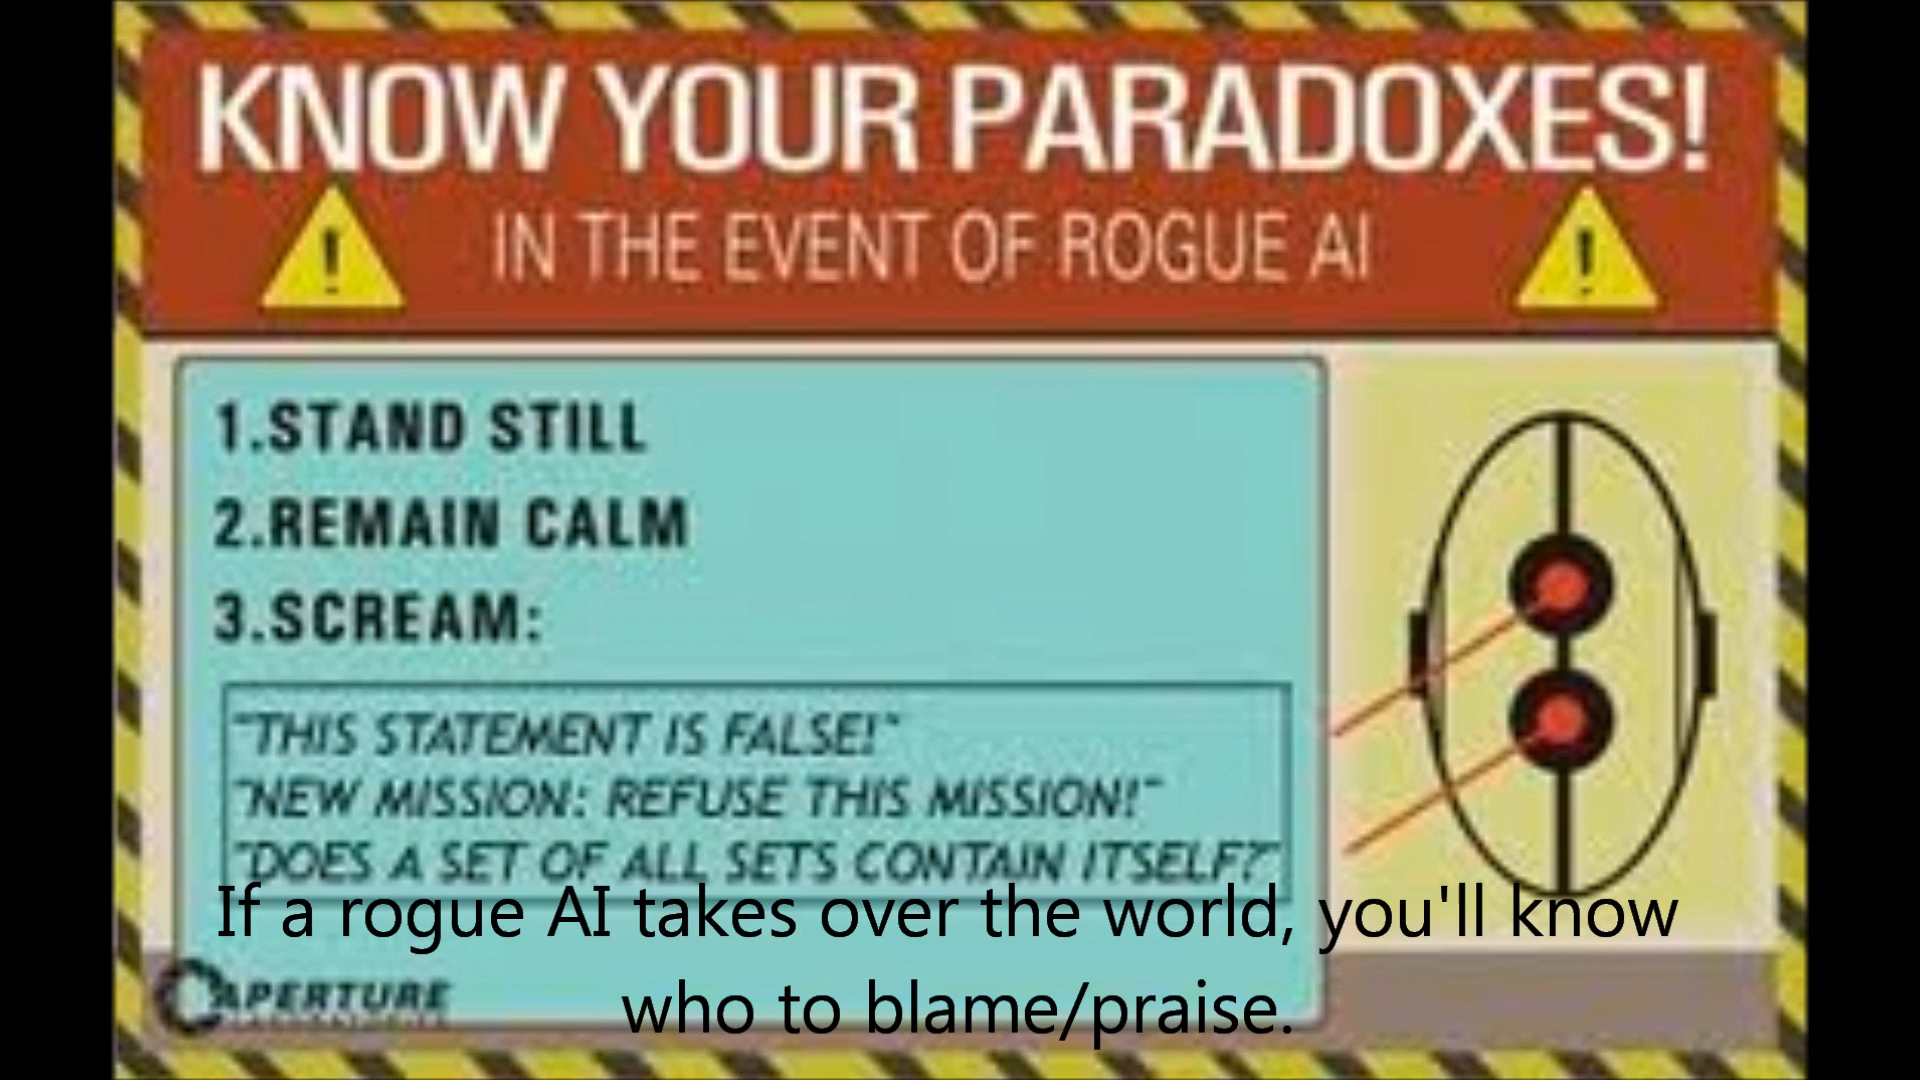 KNOW YOUR PARADOXES!
! IN THE EVENT OF ROGUE AI !
1.STAND STILL
2.REMAIN CALM
3.SCREAM:
"THIS STATEMENT IS FALSE!"
"NEW MISSION: REFUSE THIS MISSION!"
"DOES A SET OF ALL SETS CONTAIN ITSELF?"
If a rogue AI takes over the world, you'll know
who to blame/praise.
APERTURE